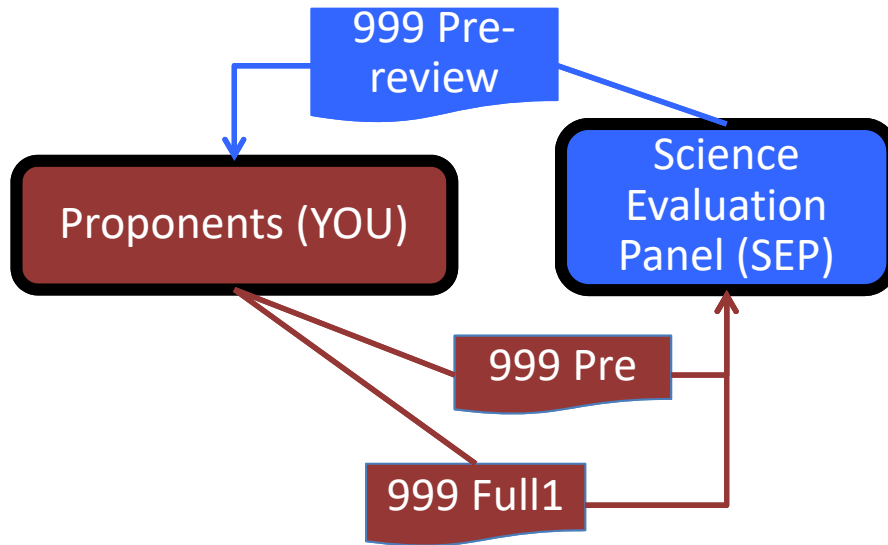 999 Pre-
review
Proponents (YOU)
Science
Evaluation
Panel (SEP)
999 Pre
999 Full1